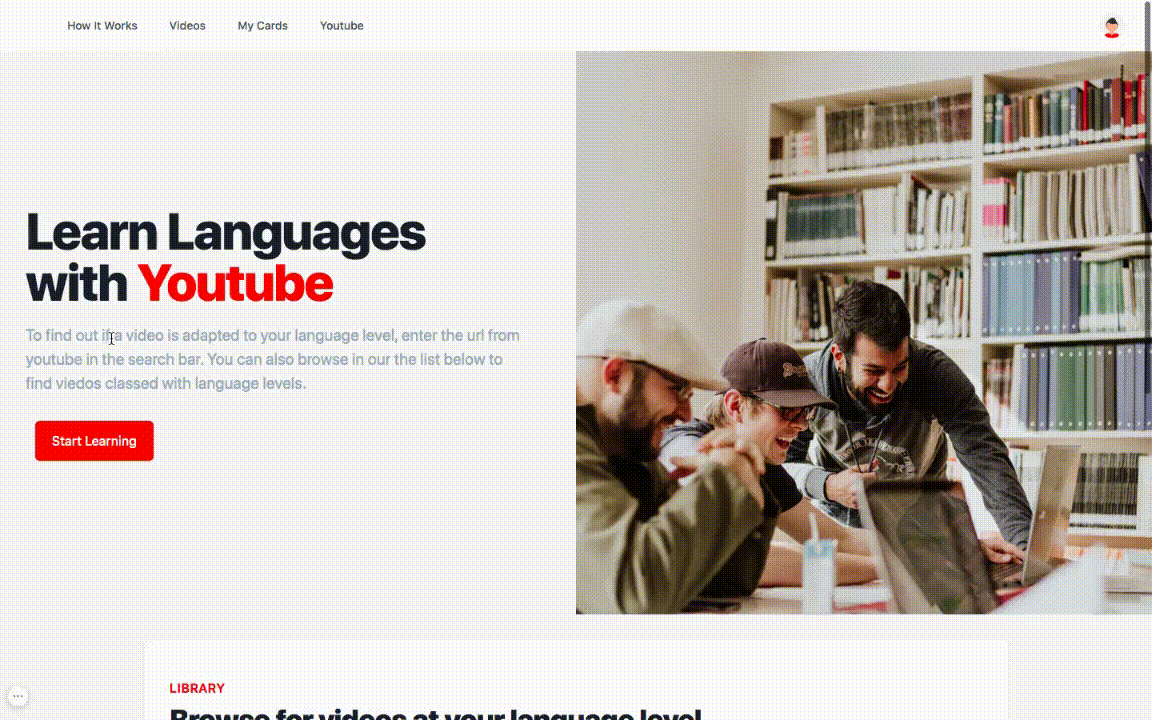 How It Works
Videos
My Cards
Youtube
Learn Languages
with Youtube
To find out if a video is adapted to your language level, enter the url from
youtube in the search bar. You can also browse in our the list below to
find viedos classed with language levels.
Start Learning
LIBRARY
Browse for videos at your language level